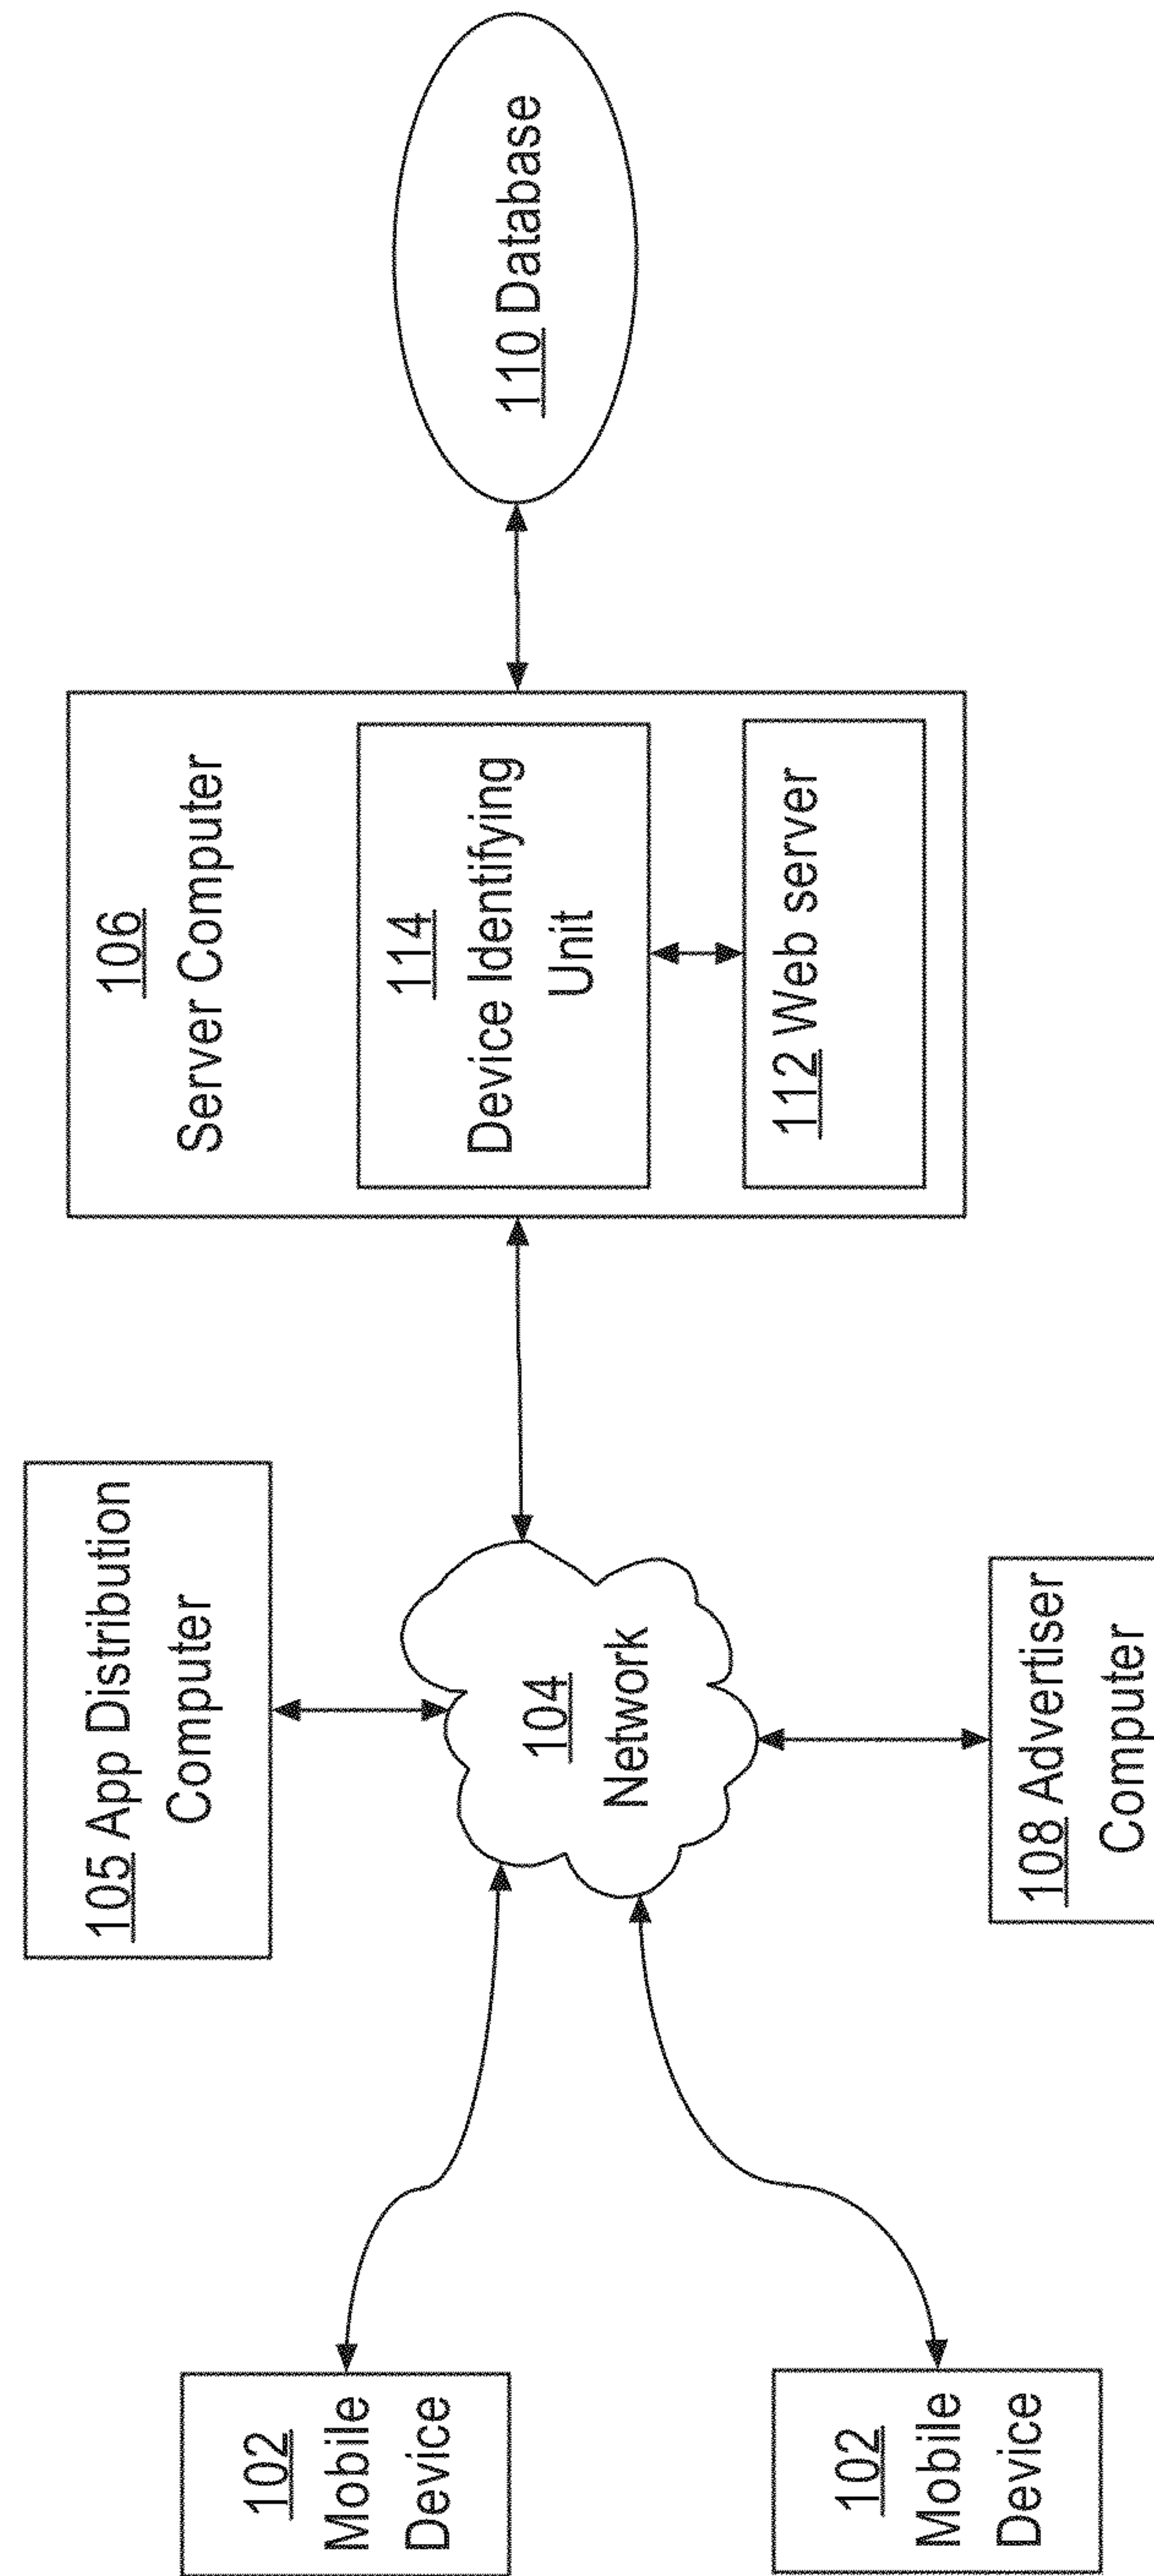 102
Mobile
Device
102
Mobile
Device
105 App Distribution
Computer
104
Network
108 Advertiser
Computer
106
Server Computer
114
Device Identifying
Unit
112 Web server
110 Database